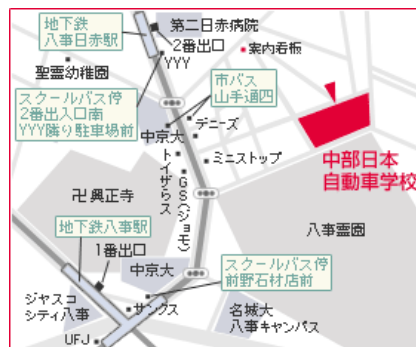 地下鉄
八事日赤駅
第二日赤病院
2番出口
YYY
案内看板
聖霊幼稚園
市バス
山手通四
スクールバス停
2番出入口南
YYY隣り駐車場前
中京大
デニーズ
ミニストップ
トイザらス
GS(ジョモ)
中部日本
自動車学校
卍興正寺
八事霊園
地下鉄八事駅
1番出口
中京大
スクールバス停
前野石材店前
ジャスコ
シティ八事
サンクス
名城大
八事キャンパス
UFJ